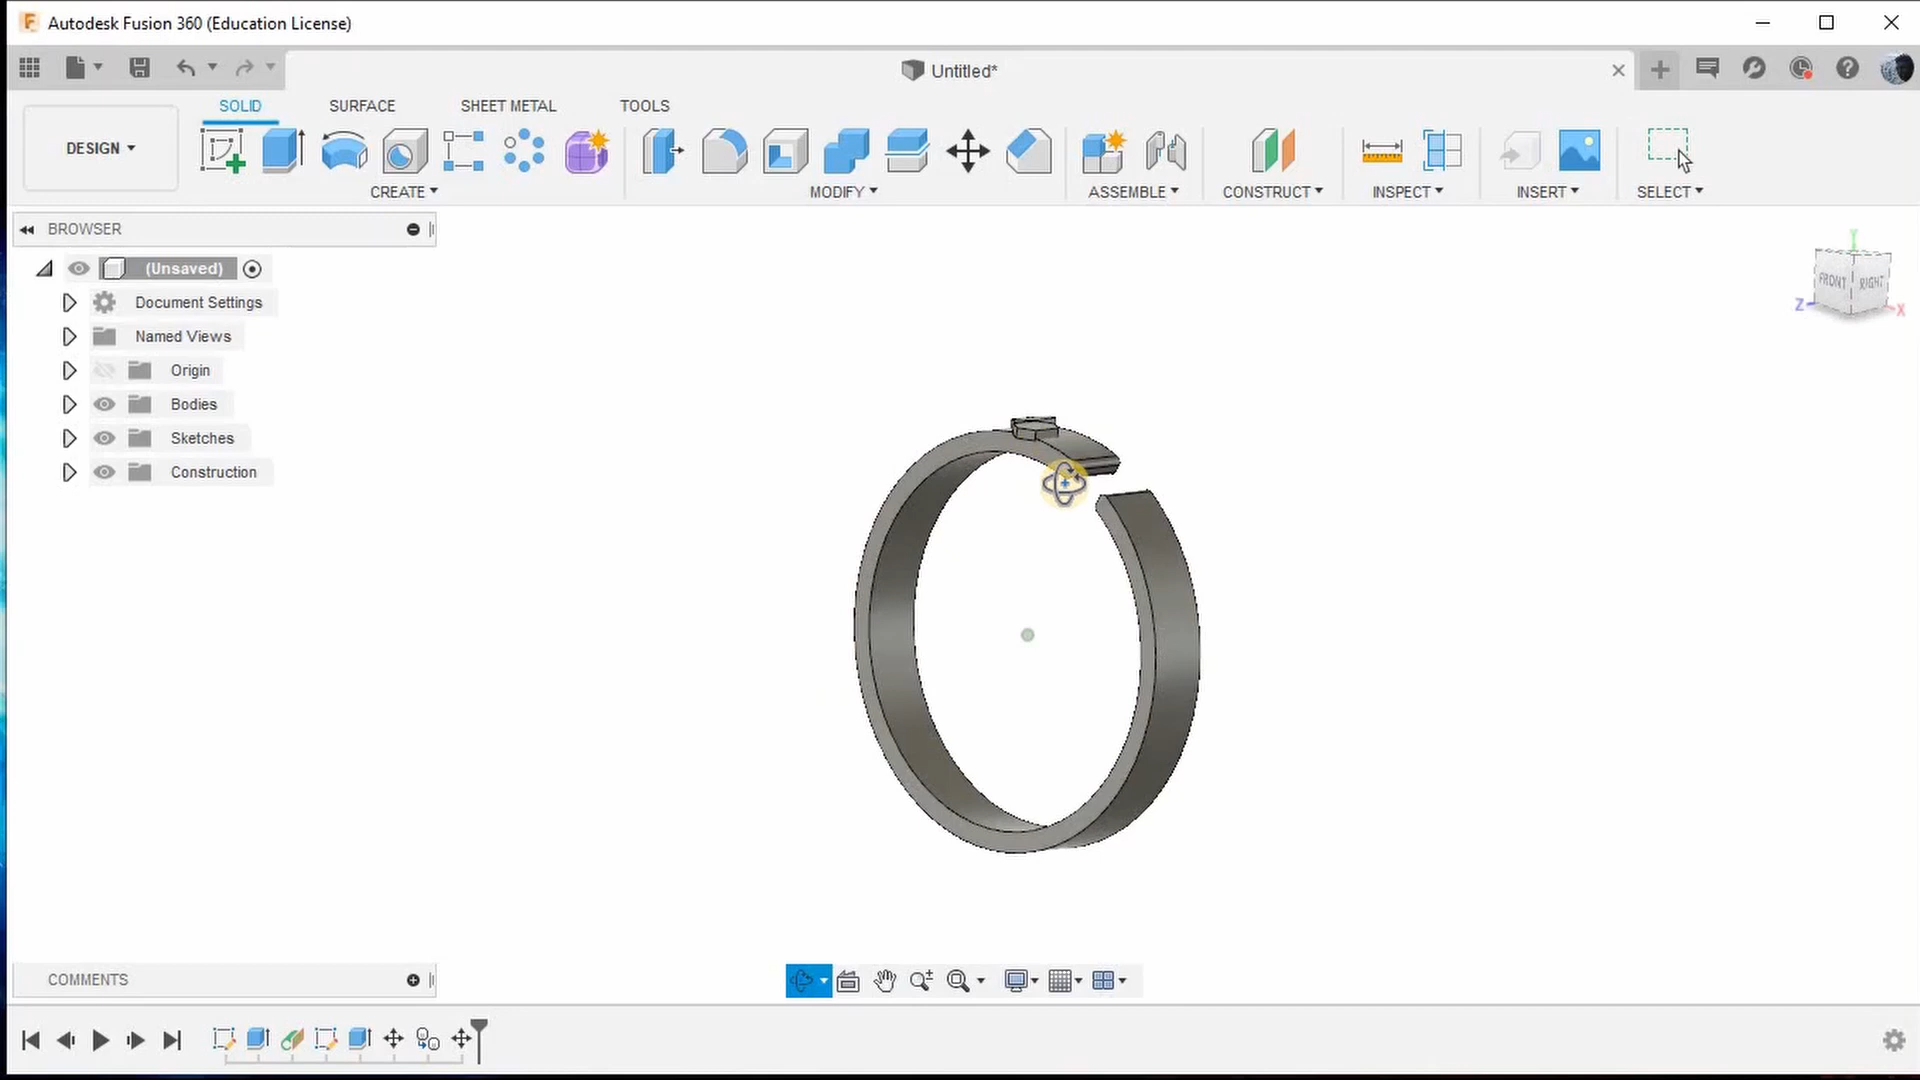 Autodesk Fusion 360 (Education License)
Untitled*
SOLID SURFACE SHEET METAL TOOLS
DESIGN
CREATE MODIFY ASSEMBLE CONSTRUCT INSPECT INSERT SELECT
BROWSER
(Unsaved)
Document Settings
Named Views
Origin
Bodies
Sketches
Construction
Y
FRONT RIGHT
Z X
COMMENTS